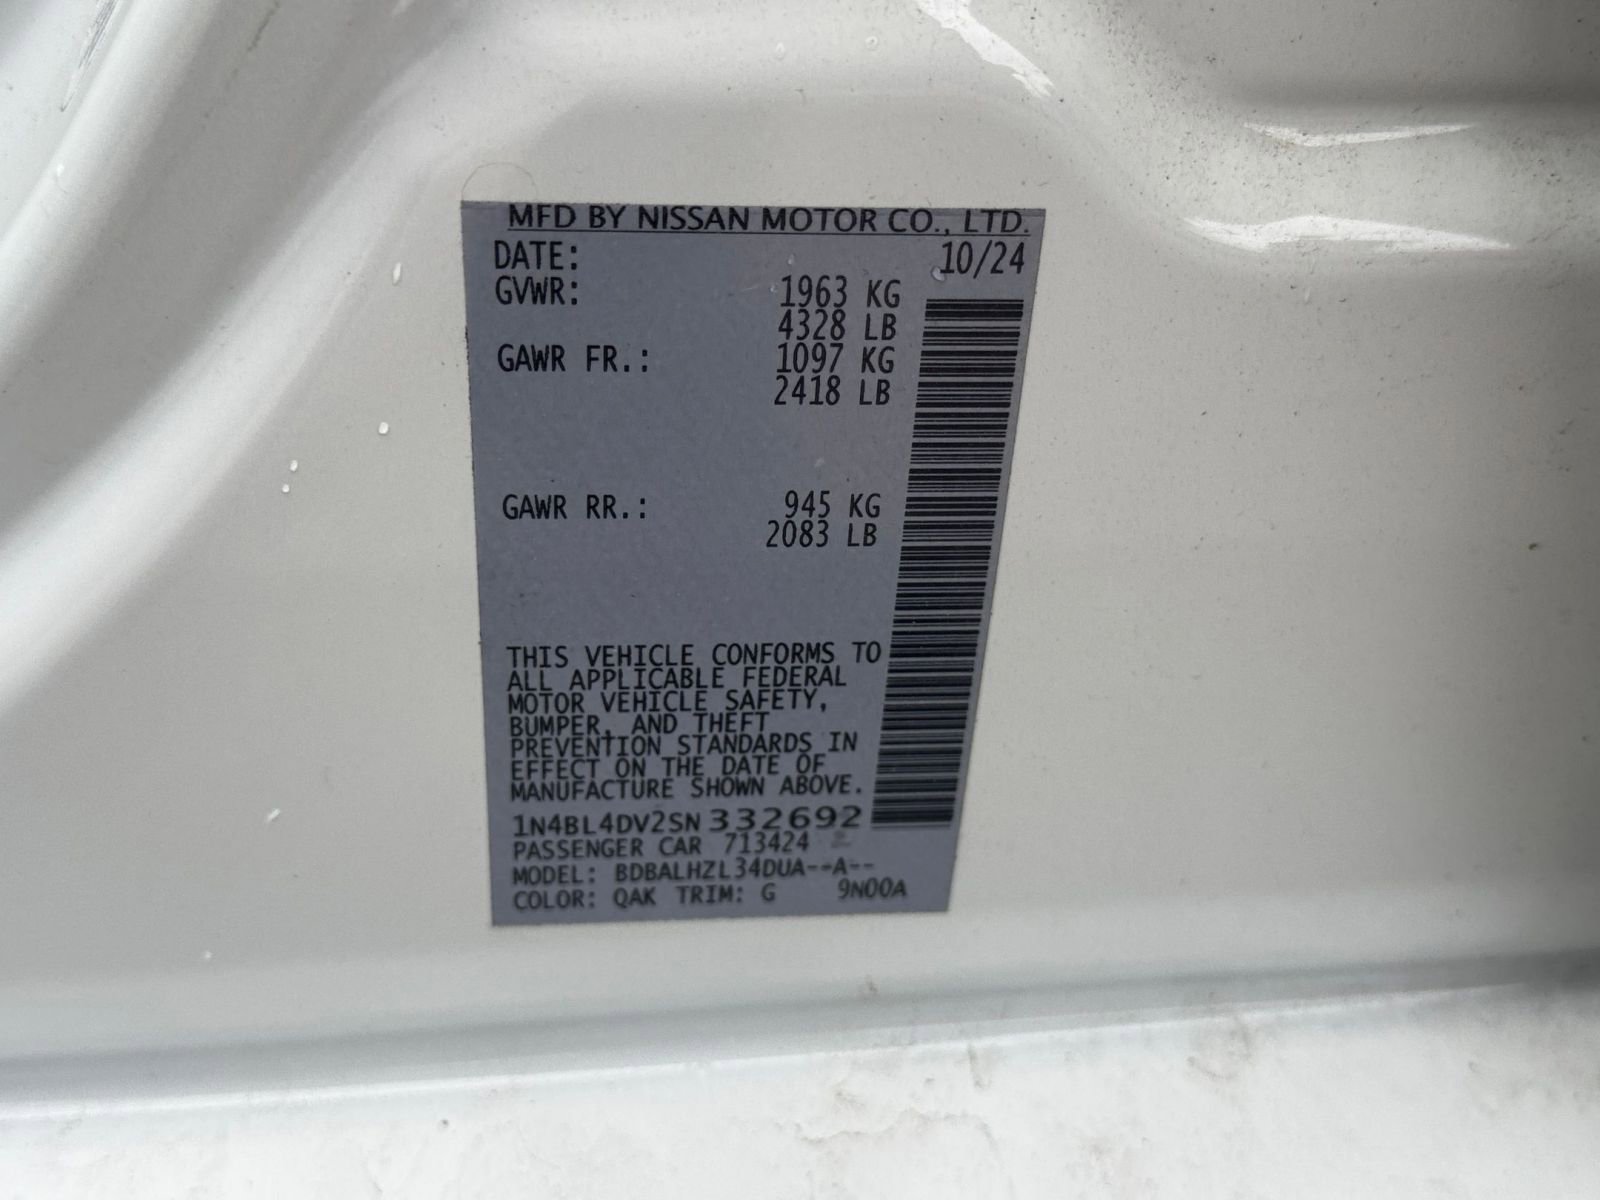 MFD BY NISSAN MOTOR CO., LTD.
DATE: 10/24
GVWR: 1963 KG
4328 LB
GAWR FR.: 1097 KG
2418 LB
GAWR RR.: 945 KG
2083 LB
THIS VEHICLE CONFORMS TO
ALL APPLICABLE FEDERAL
MOTOR VEHICLE SAFETY,
BUMPER, AND THEFT
PREVENTION STANDARDS IN
EFFECT ON THE DATE OF
MANUFACTURE SHOWN ABOVE.
1N4BL4DV2SN332692
PASSENGER CAR 713424
MODEL: BDBALHZL34DUA--A--
COLOR: QAK TRIM: G 9N00A